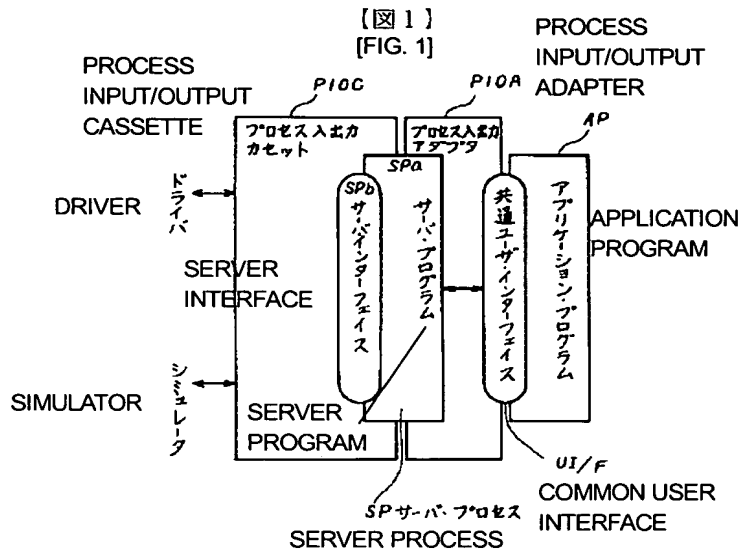 【図1】
[FIG. 1]
PROCESS
INPUT/OUTPUT
CASSETTE
PIOC
PIOA
PROCESS
INPUT/OUTPUT
ADAPTER
AP
プロセス入出力
カセット
プロセス入出力
アダプタ
SPa
SPb
サーバインターフェイス
サーバ・プログラム
共通ユーザ・インターフェイス
アプリケーション・プログラム
APPLICATION
PROGRAM
DRIVER
ドライバ
SERVER
INTERFACE
SIMULATOR
シミュレータ
SERVER
PROGRAM
UI/F
COMMON USER
INTERFACE
SPサーバ・プロセス
SERVER PROCESS